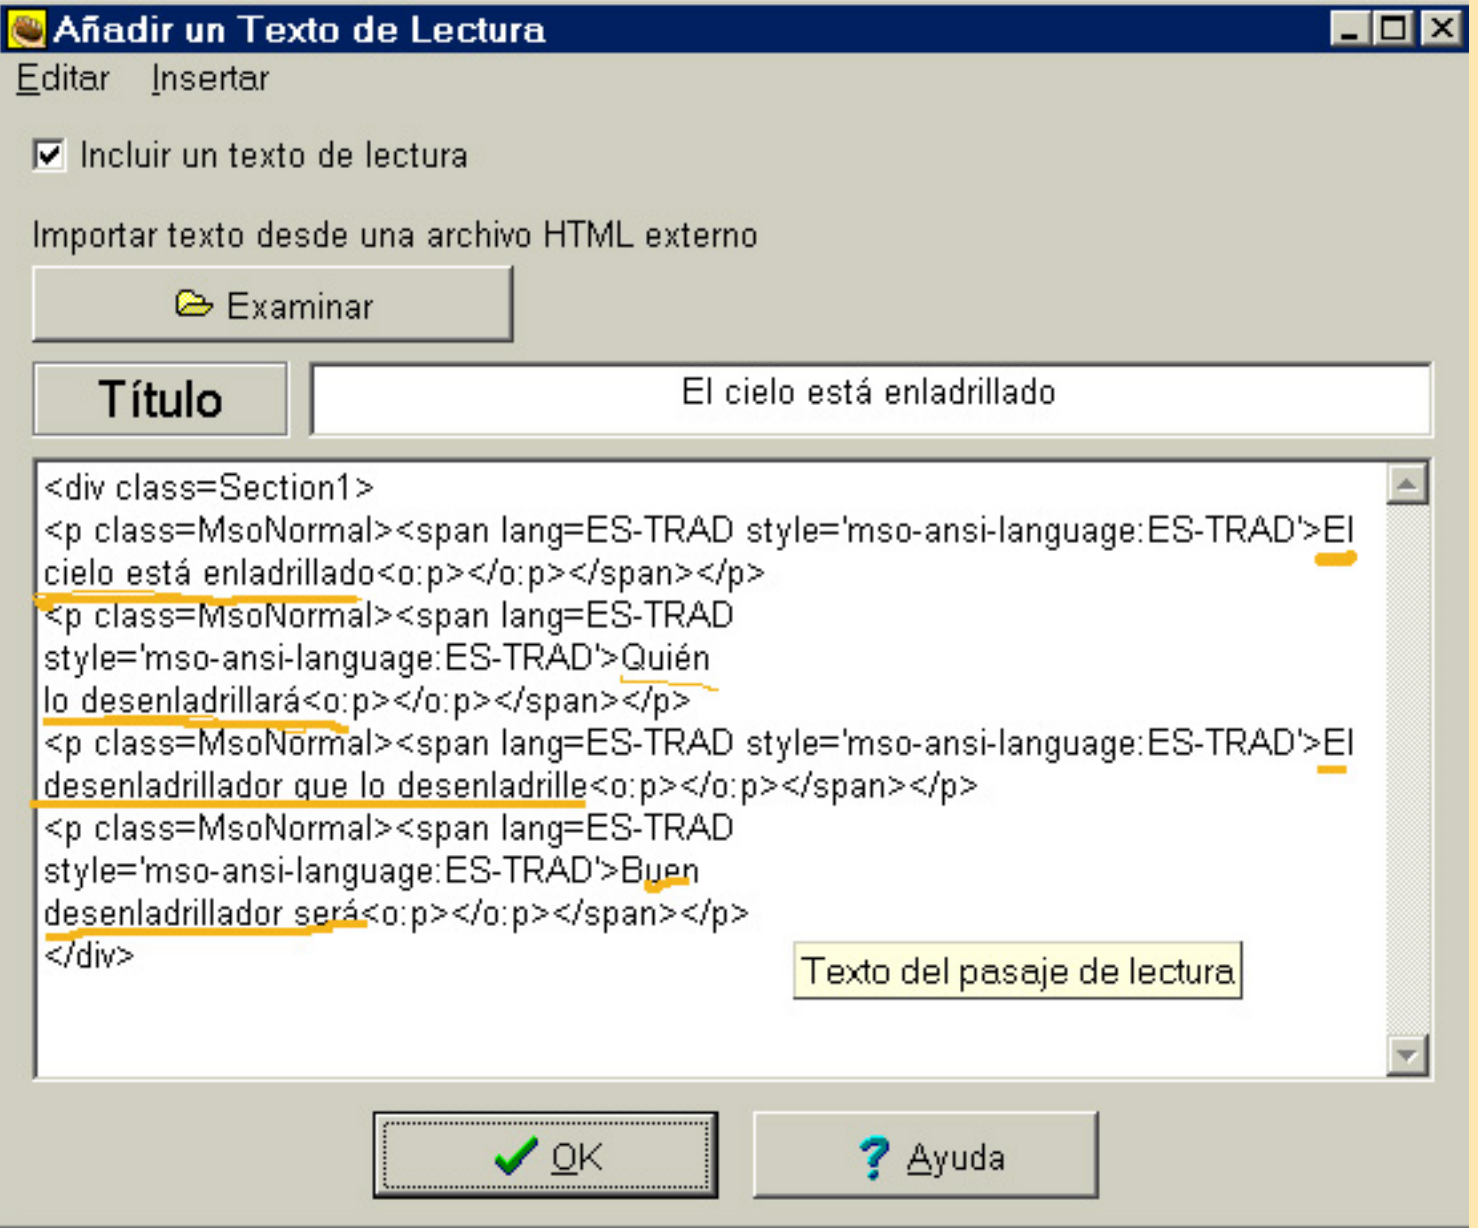 Añadir un Texto de Lectura
Editar Insertar
Incluir un texto de lectura
Importar texto desde una archivo HTML externo
Examinar
Título
El cielo está enladrillado
<div class=Section1>
<p class=MsoNormal><span lang=ES-TRAD style='mso-ansi-language:ES-TRAD'>El
cielo está enladrillado<o:p></o:p></span></p>
<p class=MsoNormal><span lang=ES-TRAD
style='mso-ansi-language:ES-TRAD'>Quién
lo desenladrillará<o:p></o:p></span></p>
<p class=MsoNormal><span lang=ES-TRAD style='mso-ansi-language:ES-TRAD'>El
desenladrillador que lo desenladrille<o:p></o:p></span></p>
<p class=MsoNormal><span lang=ES-TRAD
style='mso-ansi-language:ES-TRAD'>Buen
desenladrillador será<o:p></o:p></span></p>
</div>
Texto del pasaje de lectura
OK
? Ayuda